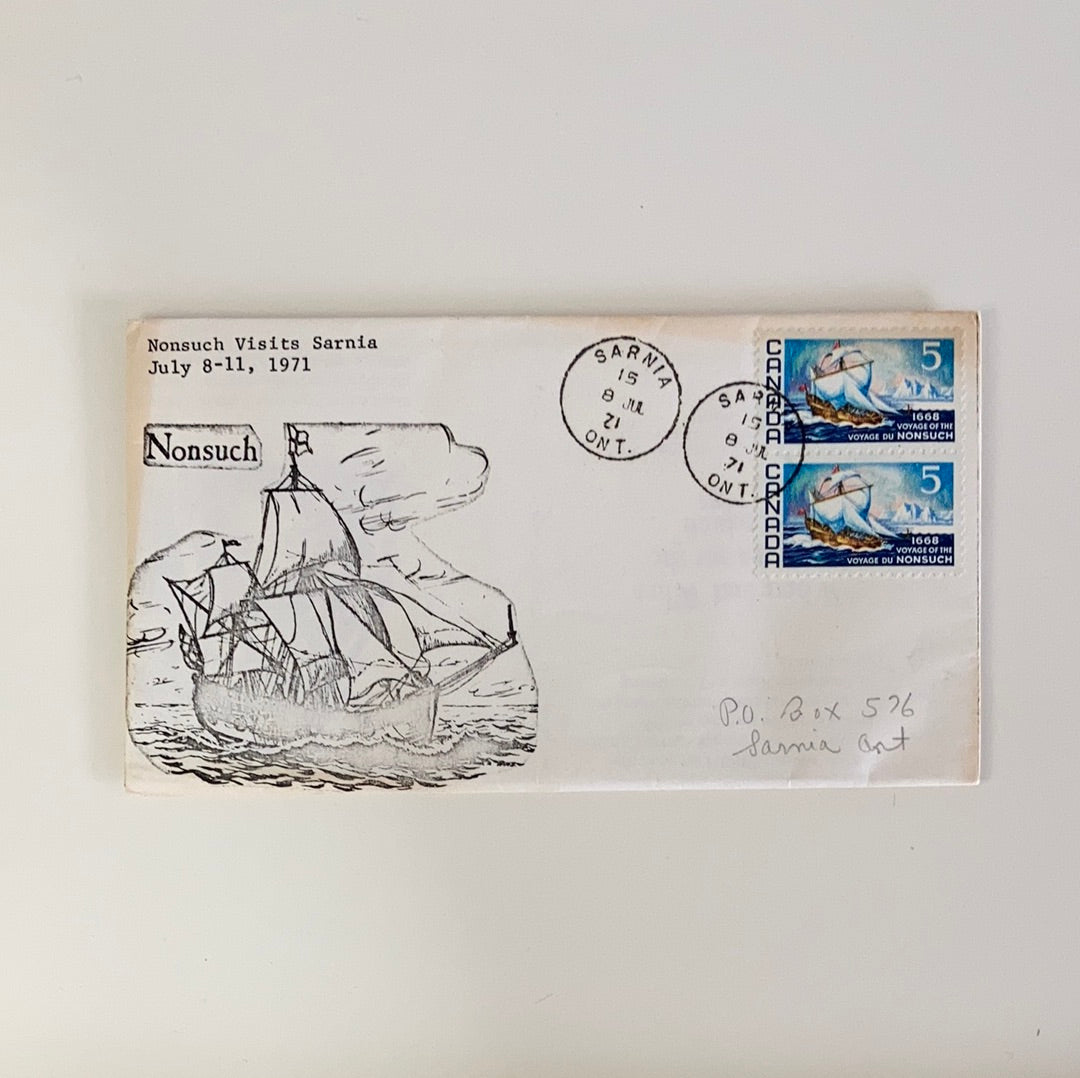 Nonsuch Visits Sarnia
July 8-11, 1971
Nonsuch
SARNIA
15
8 JUL
71
ONT.
SAR
15
8 JUL
71
ONT.
CANADA
5
1668
VOYAGE OF THE
VOYAGE DU NONSUCH
CANADA
5
1668
VOYAGE OF THE
VOYAGE DU NONSUCH
P.O. Box 576
Sarnia Ont